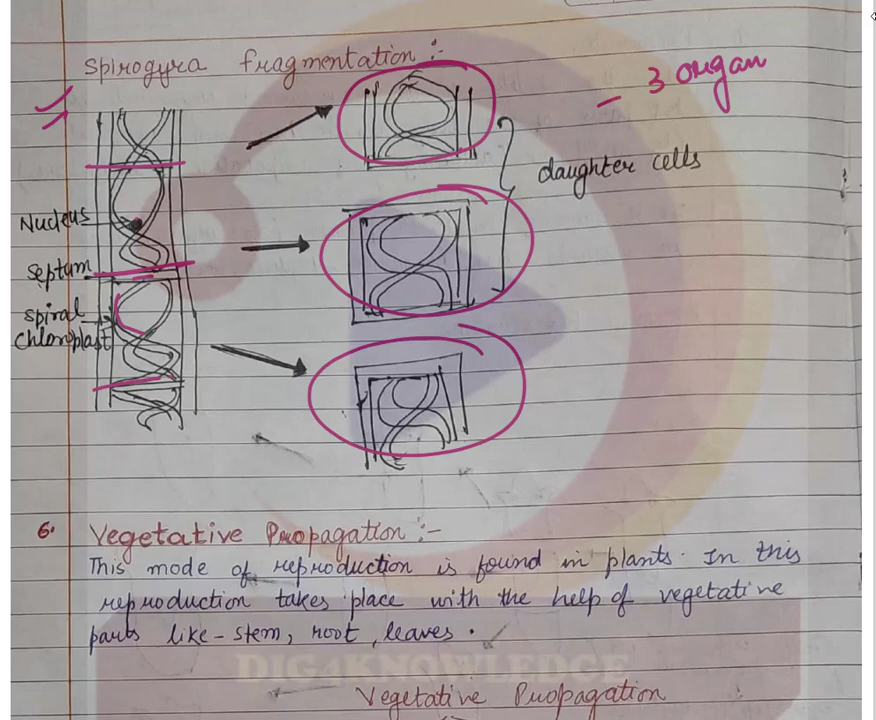 Spirogyra fragmentation :-
- 3 organ
daughter cells
Nucleus
Septum
spiral
chloroplast
6. Vegetative Propagation :-
This mode of reproduction is found in plants. In this
reproduction takes place with the help of vegetative
parts like - stem, root, leaves.
DIG4KNOWLEDGE
Vegetative Propagation